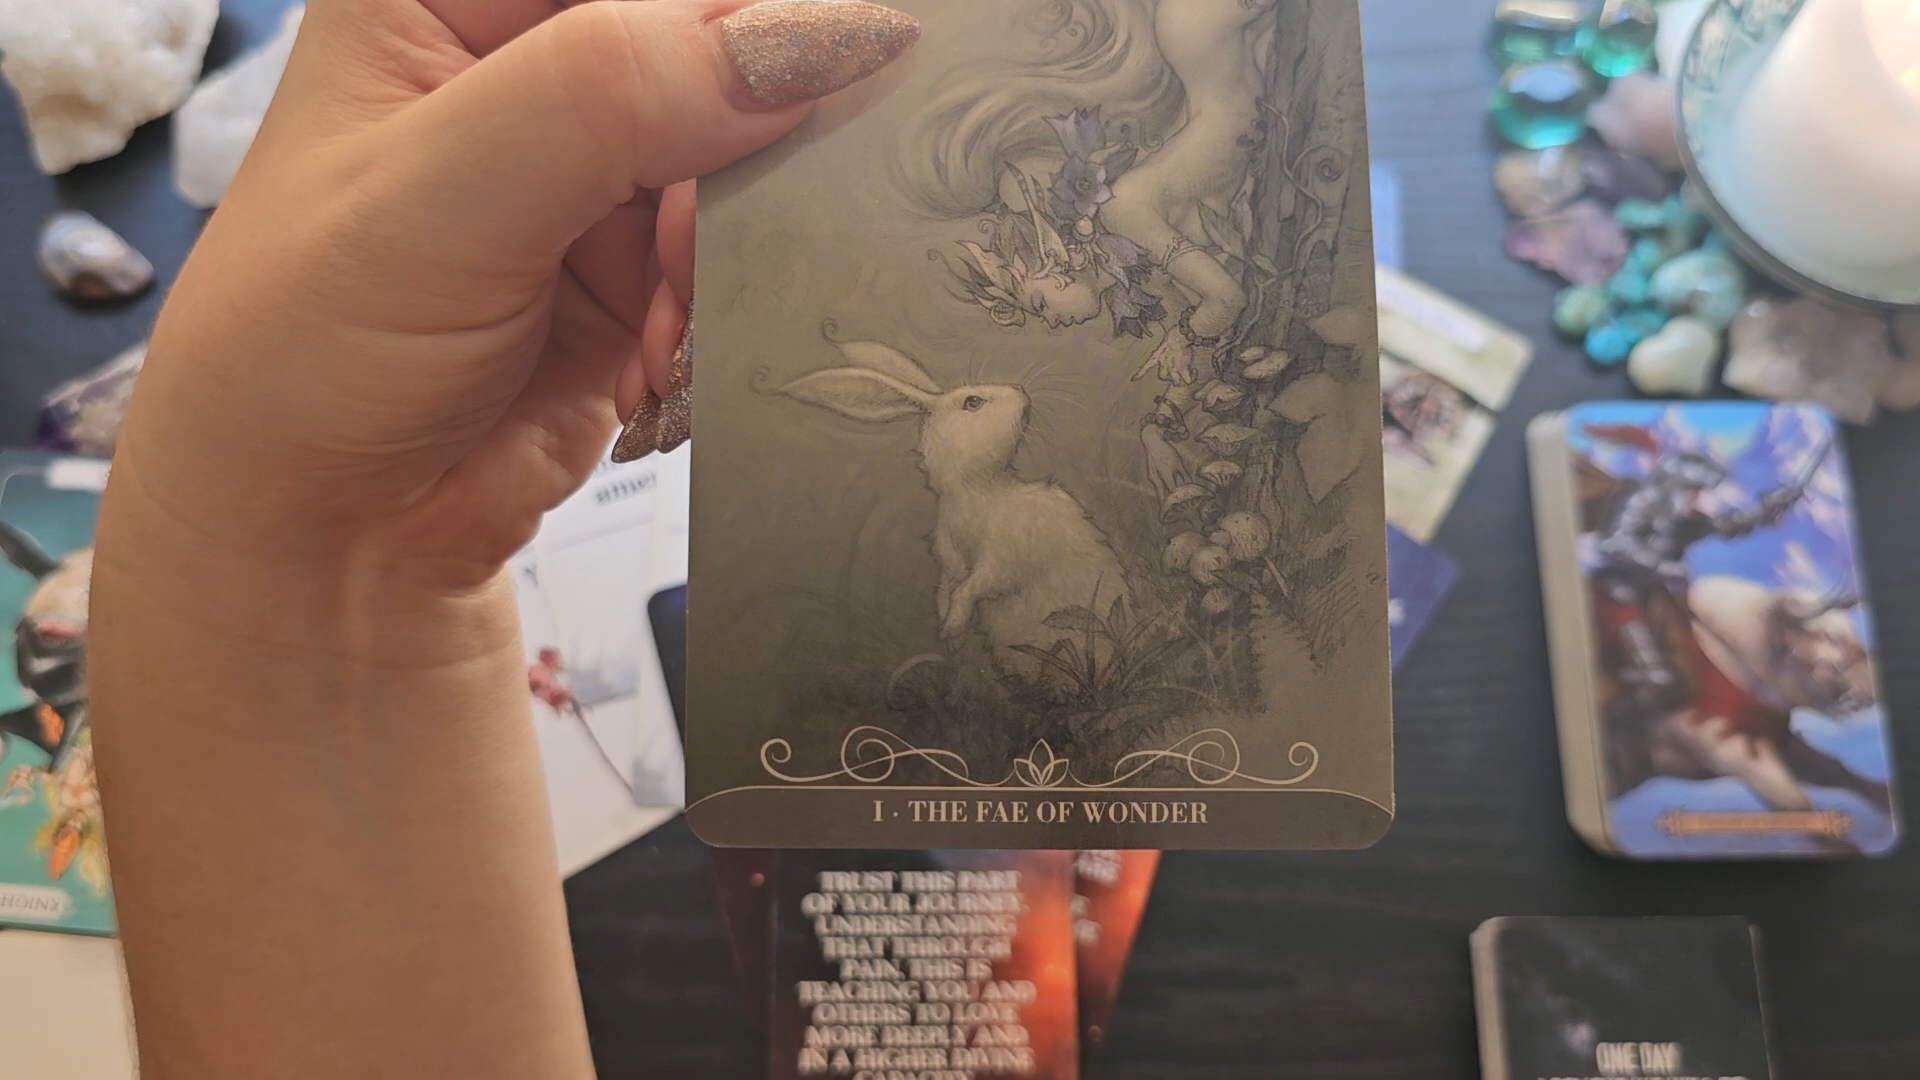 I · THE FAE OF WONDER
TRUST THIS PART
OF YOUR JOURNEY.
UNDERSTANDING
THAT THROUGH
PAIN, THIS IS
TEACHING YOU AND
OTHERS TO LOVE
MORE DEEPLY AND
IN A HIGHER DIVINE
CAPACITY.
ONE DAY